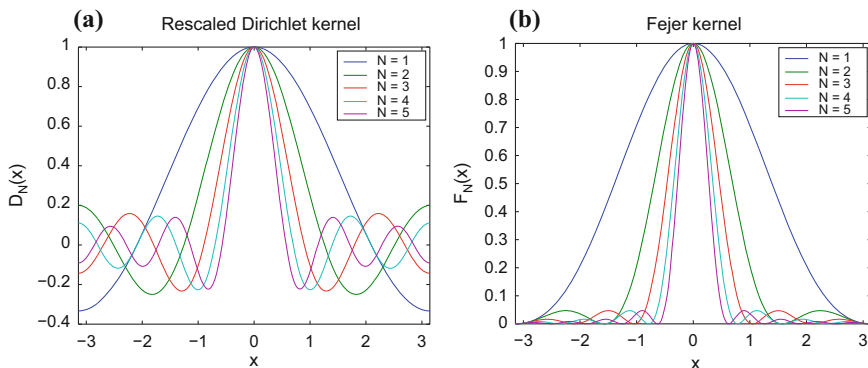 (a)
Rescaled Dirichlet kernel
1
0.8
0.6
0.4
0.2
0
−0.2
−0.4
D_N(x)
N = 1
N = 2
N = 3
N = 4
N = 5
−3
−2
−1
0
1
2
3
x
(b)
Fejer kernel
1
0.9
0.8
0.7
0.6
0.5
0.4
0.3
0.2
0.1
0
F_N(x)
N = 1
N = 2
N = 3
N = 4
N = 5
−3
−2
−1
0
1
2
3
x